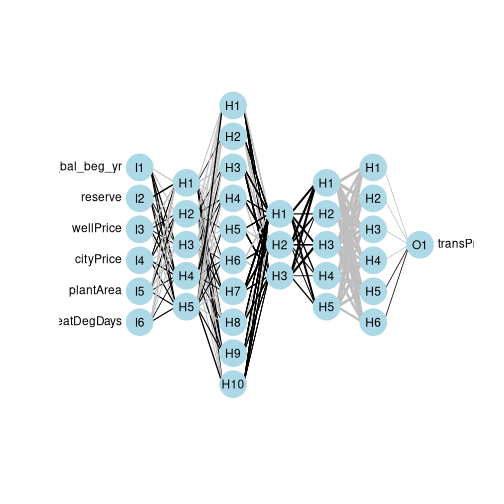 bal_beg_yr
reserve
wellPrice
cityPrice
plantArea
eatDegDays
I1
I2
I3
I4
I5
I6
H1
H2
H3
H4
H5
H1
H2
H3
H4
H5
H6
H7
H8
H9
H10
H1
H2
H3
H1
H2
H3
H4
H5
H1
H2
H3
H4
H5
H6
O1
transPr